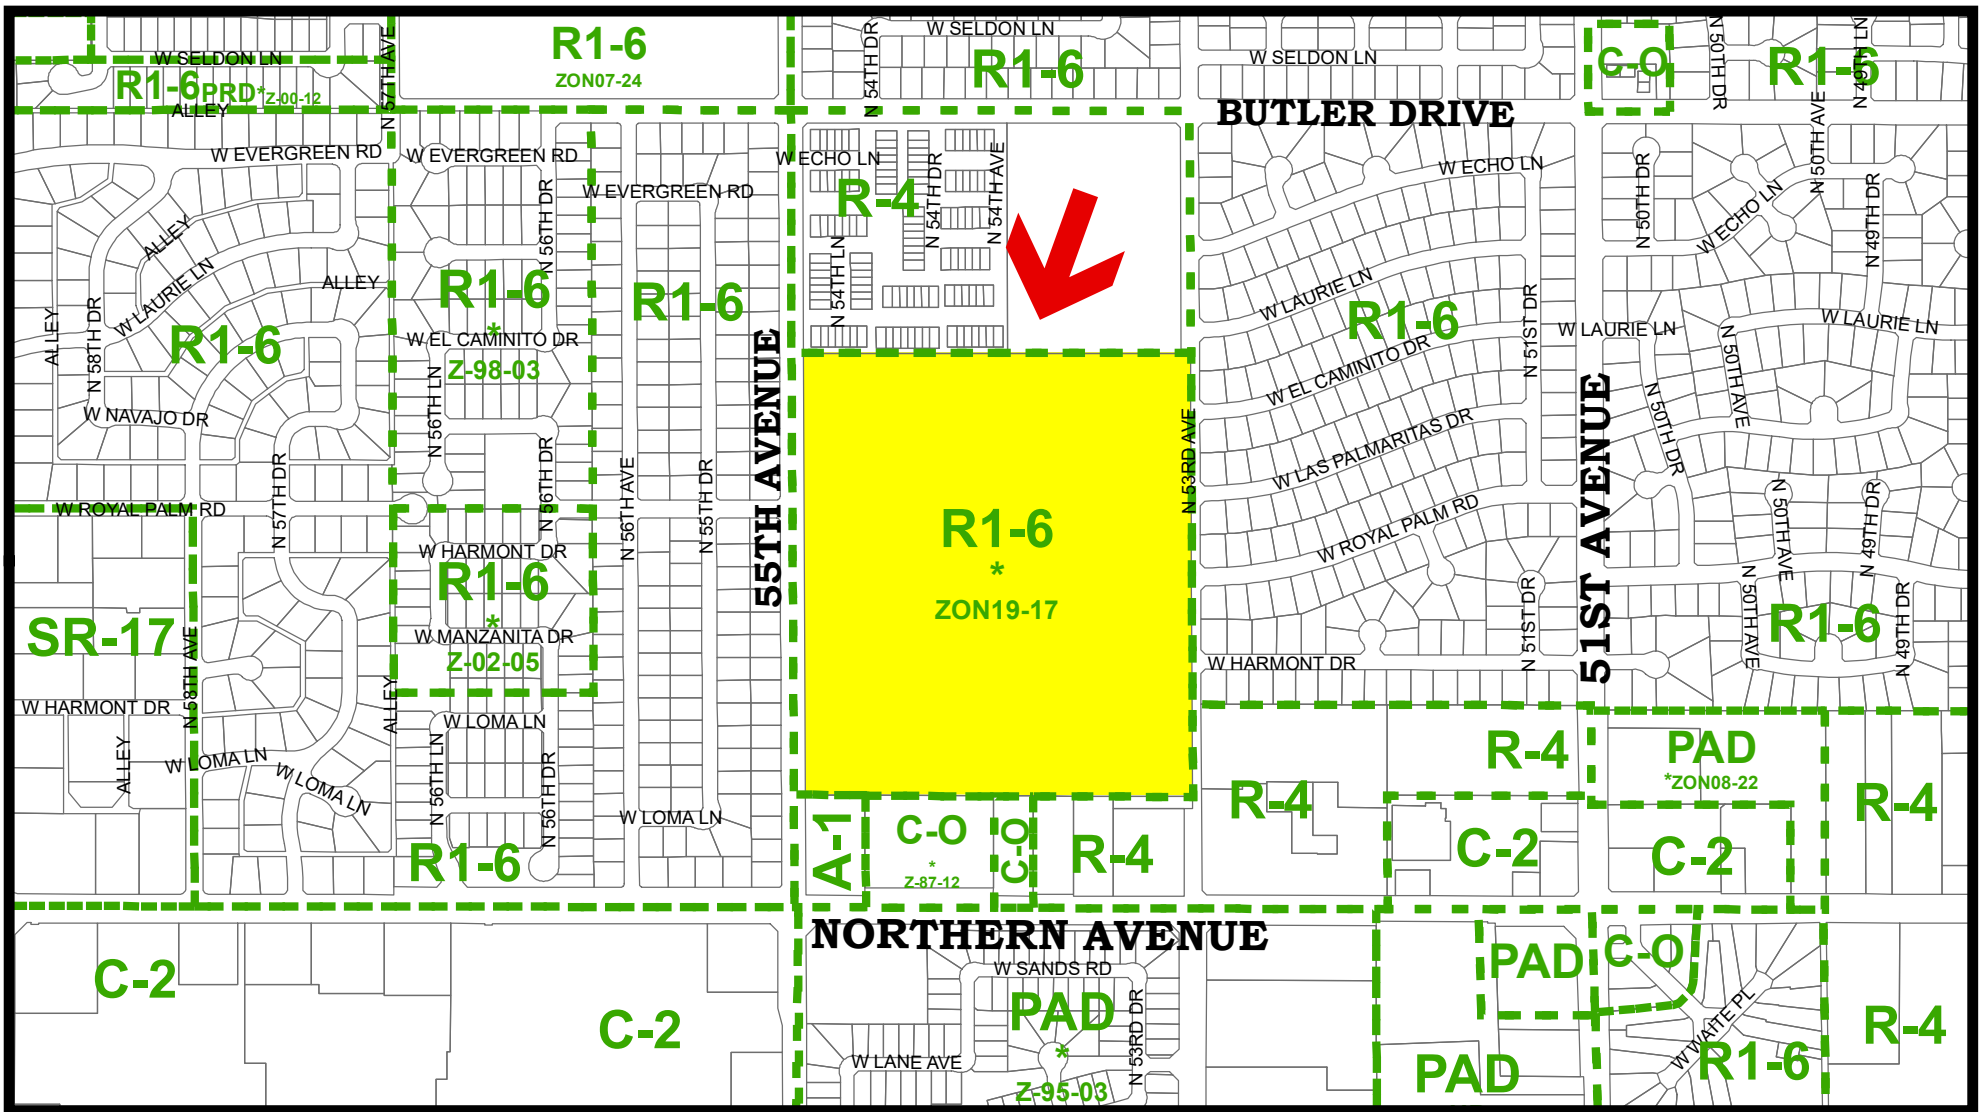 W SELDON LN
R1-6 PRD* Z-00-12
ALLEY
N 57TH AVE
R1-6
ZON07-24
N 54TH DR
W SELDON LN
R1-6
W SELDON LN
C-O
N 50TH DR
R1-6
N 49TH LN
BUTLER DRIVE
W EVERGREEN RD
W EVERGREEN RD
W EVERGREEN RD
N 56TH DR
W ECHO LN
R-4
N 54TH DR
N 54TH AVE
N 54TH LN
W ECHO LN
N 50TH DR
N 50TH AVE
W ECHO LN
N 49TH DR
ALLEY
W LAURIE LN
ALLEY
ALLEY
N 58TH DR
R1-6
R1-6
*
W EL CAMINITO DR
Z-98-03
R1-6
W LAURIE LN
R1-6
N 51ST DR
W LAURIE LN
W LAURIE LN
W EL CAMINITO DR
N 50TH AVE
W NAVAJO DR
N 56TH LN
55TH AVENUE
N 53RD AVE
W LAS PALMARITAS DR
51ST AVENUE
N 50TH DR
N 57TH DR
N 56TH DR
N 56TH AVE
N 55TH DR
W ROYAL PALM RD
R1-6
*
ZON19-17
W ROYAL PALM RD
N 50TH AVE
N 49TH DR
W HARMONT DR
R1-6
*
W MANZANITA DR
Z-02-05
SR-17
N 58TH AVE
N 51ST DR
N 50TH AVE
R1-6
N 49TH DR
W HARMONT DR
W HARMONT DR
ALLEY
ALLEY
W LOMA LN
W LOMA LN
W LOMA LN
N 56TH LN
N 56TH DR
W LOMA LN
R1-6
R-4
PAD
*ZON08-22
R-4
R-4
A-1
C-O
*
Z-87-12
C-O
R-4
C-2
C-2
NORTHERN AVENUE
C-2
C-2
W SANDS RD
PAD
*
Z-95-03
N 53RD DR
W LANE AVE
PAD
C-O
PAD
W WAITE PL
R1-6
R-4